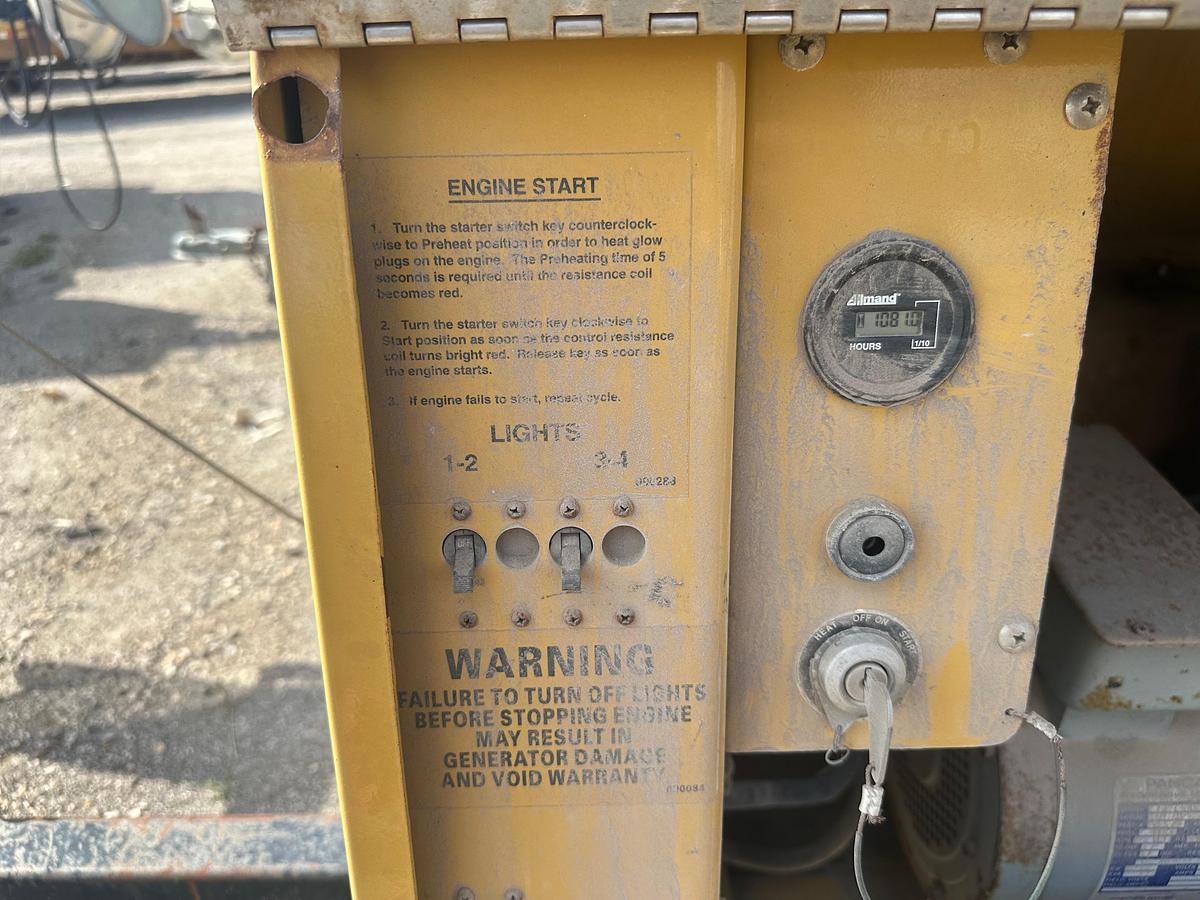 ENGINE START
1. Turn the starter switch key counterclock-
wise to Preheat position in order to heat glow
plugs on the engine. The Preheating time of 5
seconds is required until the resistance coil
becomes red.
2. Turn the starter switch key clockwise to
Start position as soon as the control resistance
coil turns bright red. Release key as soon as
the engine starts.
3. If engine fails to start, repeat cycle.
LIGHTS
1-2 3-4
090288
WARNING
FAILURE TO TURN OFF LIGHTS
BEFORE STOPPING ENGINE
MAY RESULT IN
GENERATOR DAMAGE
AND VOID WARRANTY
090084
Allmand
H 1081.0
HOURS 1/10
HEAT OFF ON START